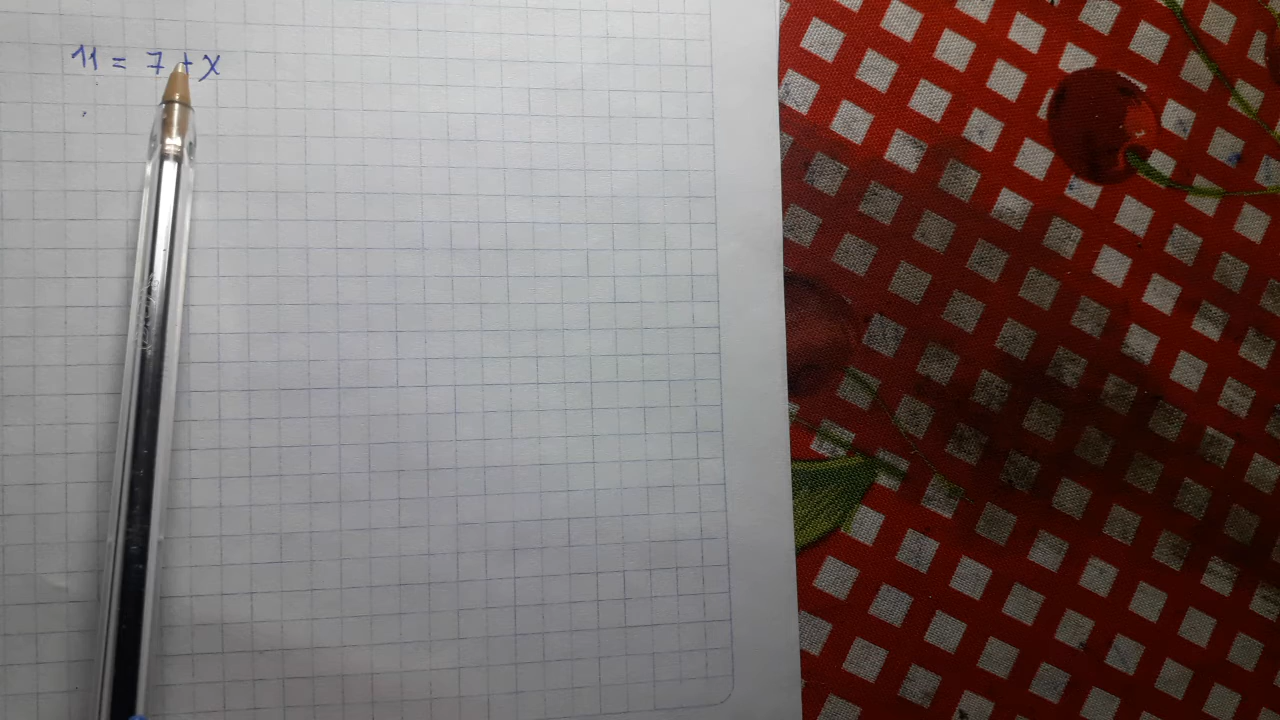 11 = 7 + x